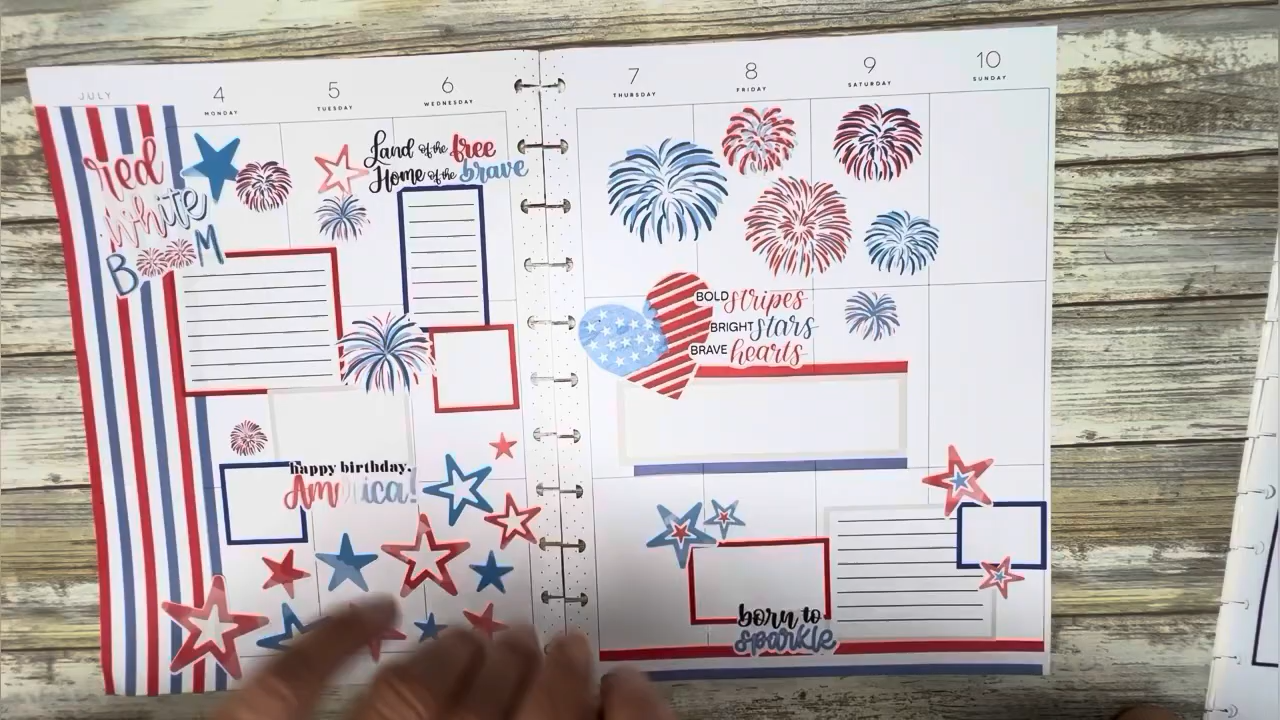 JULY
4
MONDAY
5
TUESDAY
6
WEDNESDAY
7
THURSDAY
8
FRIDAY
9
SATURDAY
10
SUNDAY
red
white
BOOM
Land of the free
Home of the brave
happy birthday,
America!
BOLD stripes
BRIGHT stars
BRAVE hearts
born to
sparkle